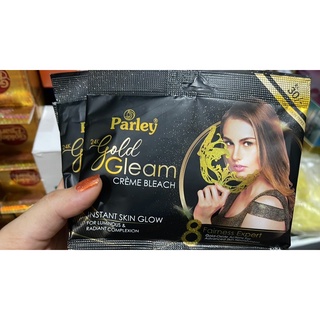 Parley
24K
Gold
Gleam
CRÈME BLEACH
INSTANT SKIN GLOW
FOR LUMINOUS &
RADIANT COMPLEXION
8 Fairness Expert